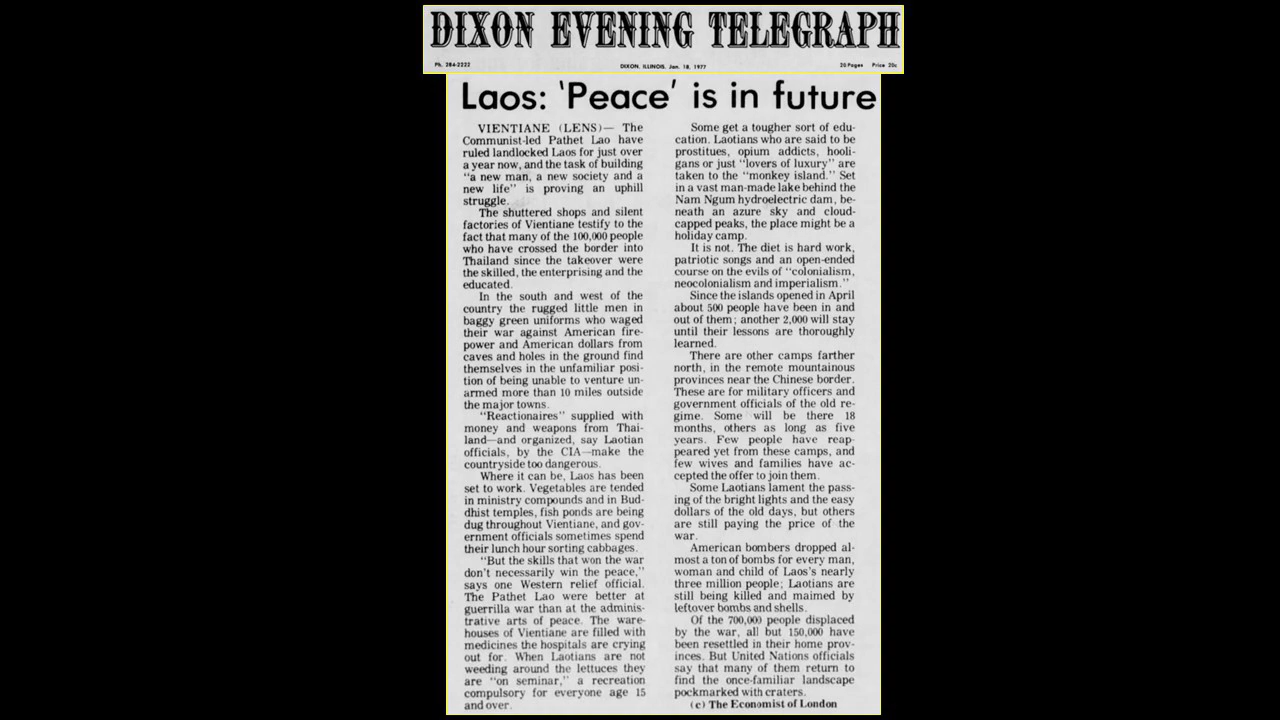 DIXON EVENING TELEGRAPH
Ph. 284-2222 DIXON, ILLINOIS, Jan. 18, 1977 20 Pages Price 20c
Laos: 'Peace' is in future
VIENTIANE (LENS)— The
Communist-led Pathet Lao have
ruled landlocked Laos for just over
a year now, and the task of building
"a new man, a new society and a
new life" is proving an uphill
struggle.
The shuttered shops and silent
factories of Vientiane testify to the
fact that many of the 100,000 people
who have crossed the border into
Thailand since the takeover were
the skilled, the enterprising and the
educated.
In the south and west of the
country the rugged little men in
baggy green uniforms who waged
their war against American fire-
power and American dollars from
caves and holes in the ground find
themselves in the unfamiliar posi-
tion of being unable to venture un-
armed more than 10 miles outside
the major towns.
"Reactionaires" supplied with
money and weapons from Thai-
land—and organized, say Laotian
officials, by the CIA—make the
countryside too dangerous.
Where it can be, Laos has been
set to work. Vegetables are tended
in ministry compounds and in Bud-
dhist temples, fish ponds are being
dug throughout Vientiane, and gov-
ernment officials sometimes spend
their lunch hour sorting cabbages.
"But the skills that won the war
don't necessarily win the peace,"
says one Western relief official.
The Pathet Lao were better at
guerrilla war than at the adminis-
trative arts of peace. The ware-
houses of Vientiane are filled with
medicines the hospitals are crying
out for. When Laotians are not
weeding around the lettuces they
are "on seminar," a recreation
compulsory for everyone age 15
and over.
Some get a tougher sort of edu-
cation. Laotians who are said to be
prostitues, opium addicts, hooli-
gans or just "lovers of luxury" are
taken to the "monkey island." Set
in a vast man-made lake behind the
Nam Ngum hydroelectric dam, be-
neath an azure sky and cloud-
capped peaks, the place might be a
holiday camp.
It is not. The diet is hard work,
patriotic songs and an open-ended
course on the evils of "colonialism,
neocolonialism and imperialism."
Since the islands opened in April
about 500 people have been in and
out of them; another 2,000 will stay
until their lessons are thoroughly
learned.
There are other camps farther
north, in the remote mountainous
provinces near the Chinese border.
These are for military officers and
government officials of the old re-
gime. Some will be there 18
months, others as long as five
years. Few people have reap-
peared yet from these camps, and
few wives and families have ac-
cepted the offer to join them.
Some Laotians lament the pass-
ing of the bright lights and the easy
dollars of the old days, but others
are still paying the price of the
war.
American bombers dropped al-
most a ton of bombs for every man,
woman and child of Laos's nearly
three million people; Laotians are
still being killed and maimed by
leftover bombs and shells.
Of the 700,000 people displaced
by the war, all but 150,000 have
been resettled in their home prov-
inces. But United Nations officials
say that many of them return to
find the once-familiar landscape
pockmarked with craters.
(c) The Economist of London